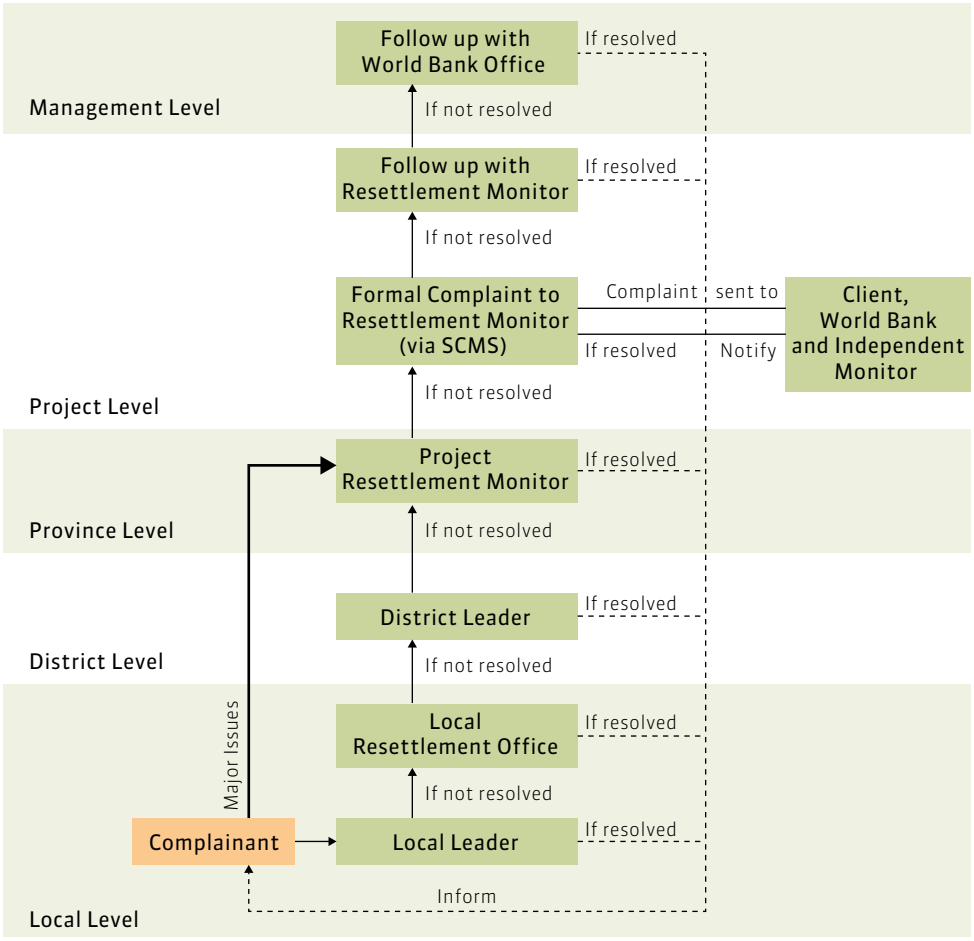 Follow up with
World Bank Office
If resolved
Management Level
If not resolved
Follow up with
Resettlement Monitor
If resolved
If not resolved
Formal Complaint to
Resettlement Monitor
(via SCMS)
Complaint sent to
If resolved Notify
Client,
World Bank
and Independent
Monitor
If not resolved
Project Level
Project
Resettlement Monitor
If resolved
Province Level
If not resolved
District Leader
If resolved
District Level
If not resolved
Major Issues
Local
Resettlement Office
If resolved
If not resolved
Complainant
Local Leader
If resolved
Inform
Local Level